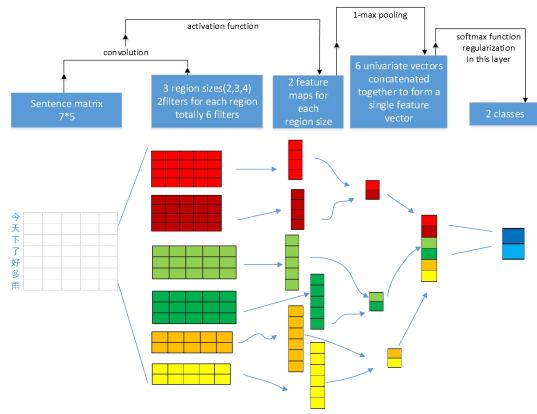 activation function
1-max pooling
convolution
softmax function
regularization
In this layer
Sentence matrix
7*5
3 region sizes(2,3,4)
2filters for each region
totally 6 filters
2 feature
maps for
each
region size
6 univariate vectors
concatenated
together to form a
single feature
vector
2 classes
今
天
下
了
好
多
雨